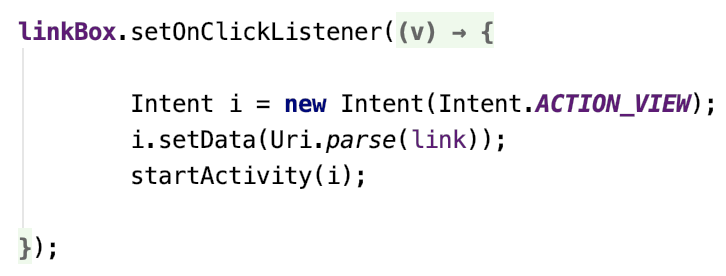 linkBox.setOnClickListener((v) → {
Intent i = new Intent(Intent.ACTION_VIEW);
i.setData(Uri.parse(link));
startActivity(i);
});